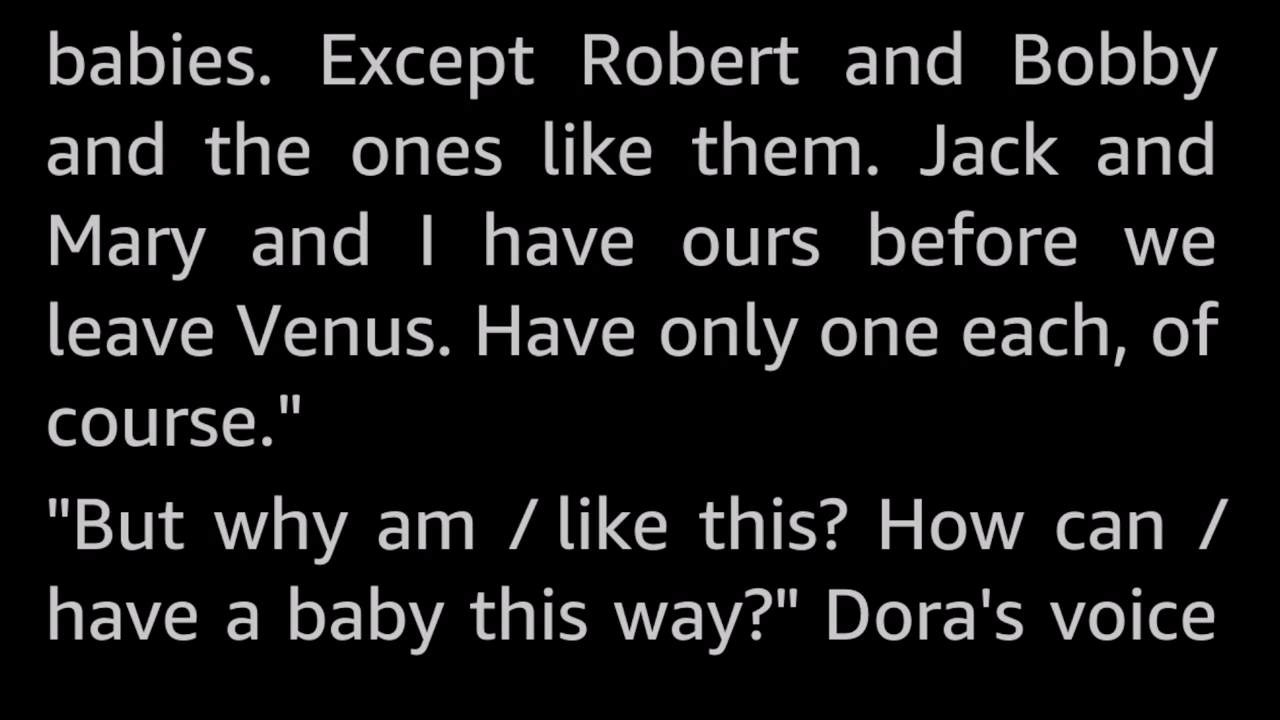 babies. Except Robert and Bobby
and the ones like them. Jack and
Mary and I have ours before we
leave Venus. Have only one each, of
course."
"But why am I like this? How can I
have a baby this way?" Dora's voice